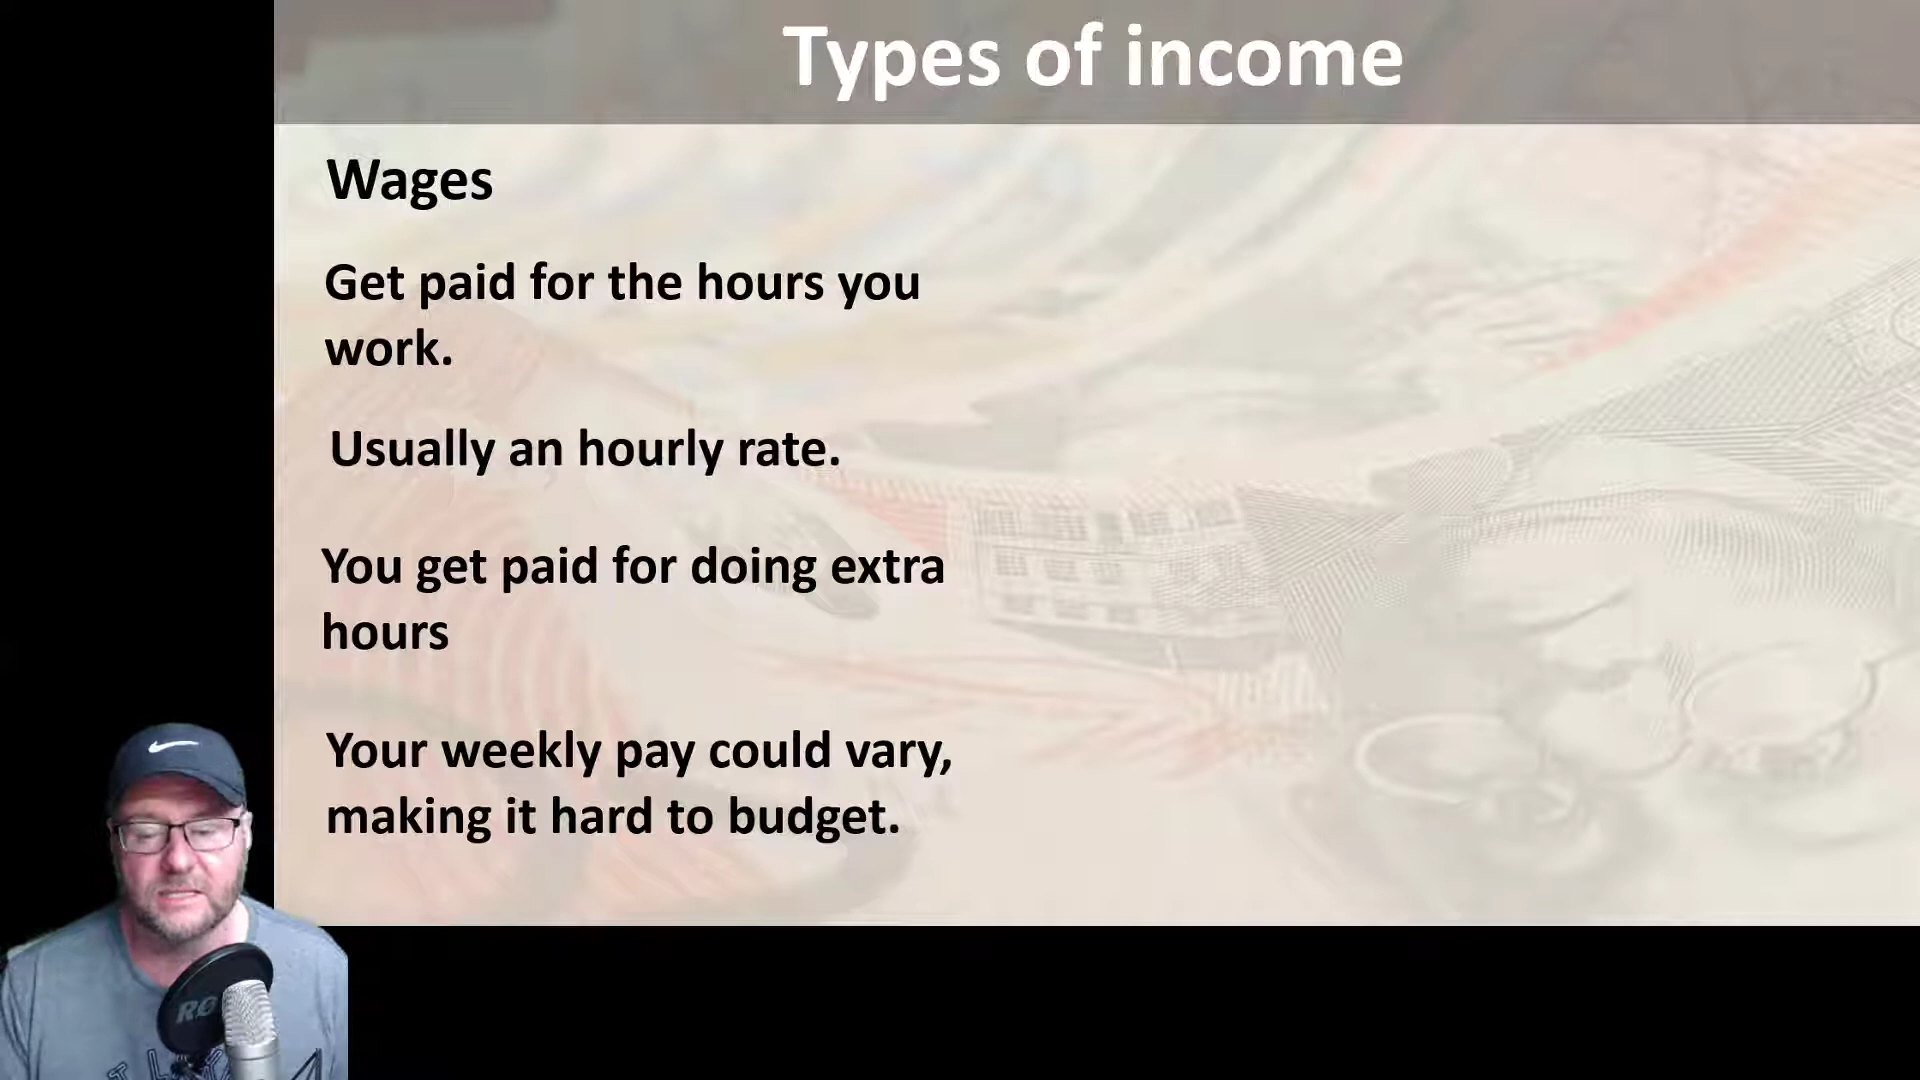 Types of income
Wages
Get paid for the hours you
work.
Usually an hourly rate.
You get paid for doing extra
hours
Your weekly pay could vary,
making it hard to budget.